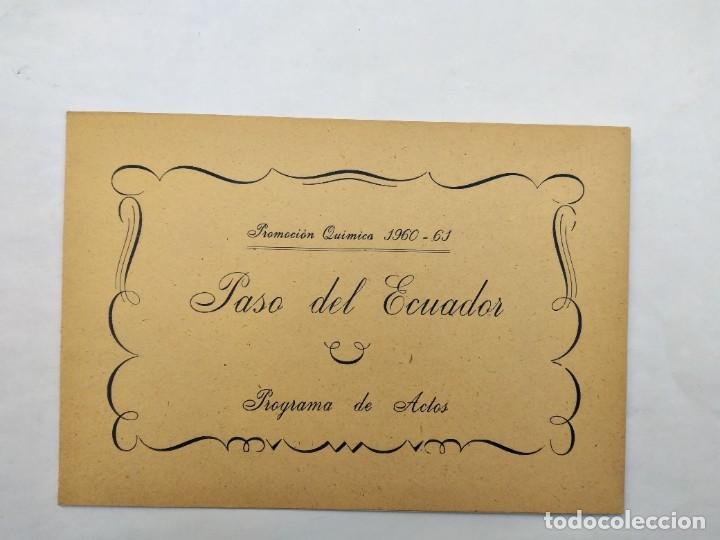 Promoción Química 1960-61
Paso del Ecuador
Programa de Actos
todocoleccion